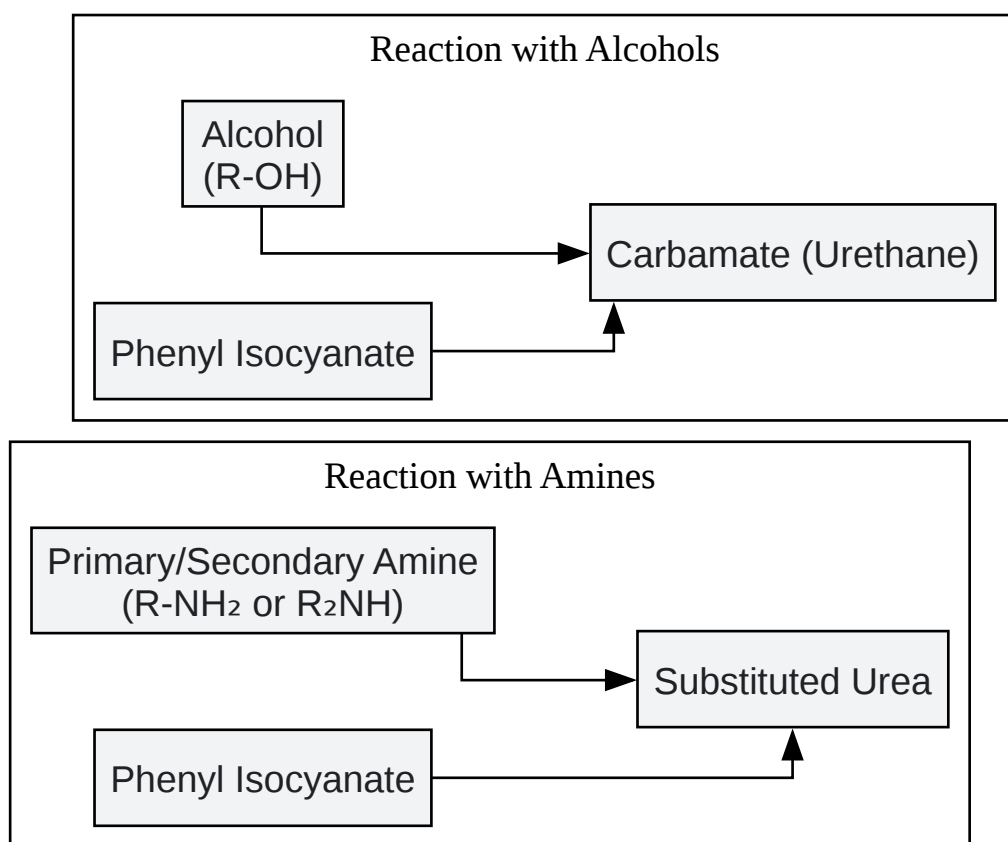 Reaction with Alcohols
Alcohol
(R-OH)
Carbamate (Urethane)
Phenyl Isocyanate
Reaction with Amines
Primary/Secondary Amine
(R-NH₂ or R₂NH)
Substituted Urea
Phenyl Isocyanate